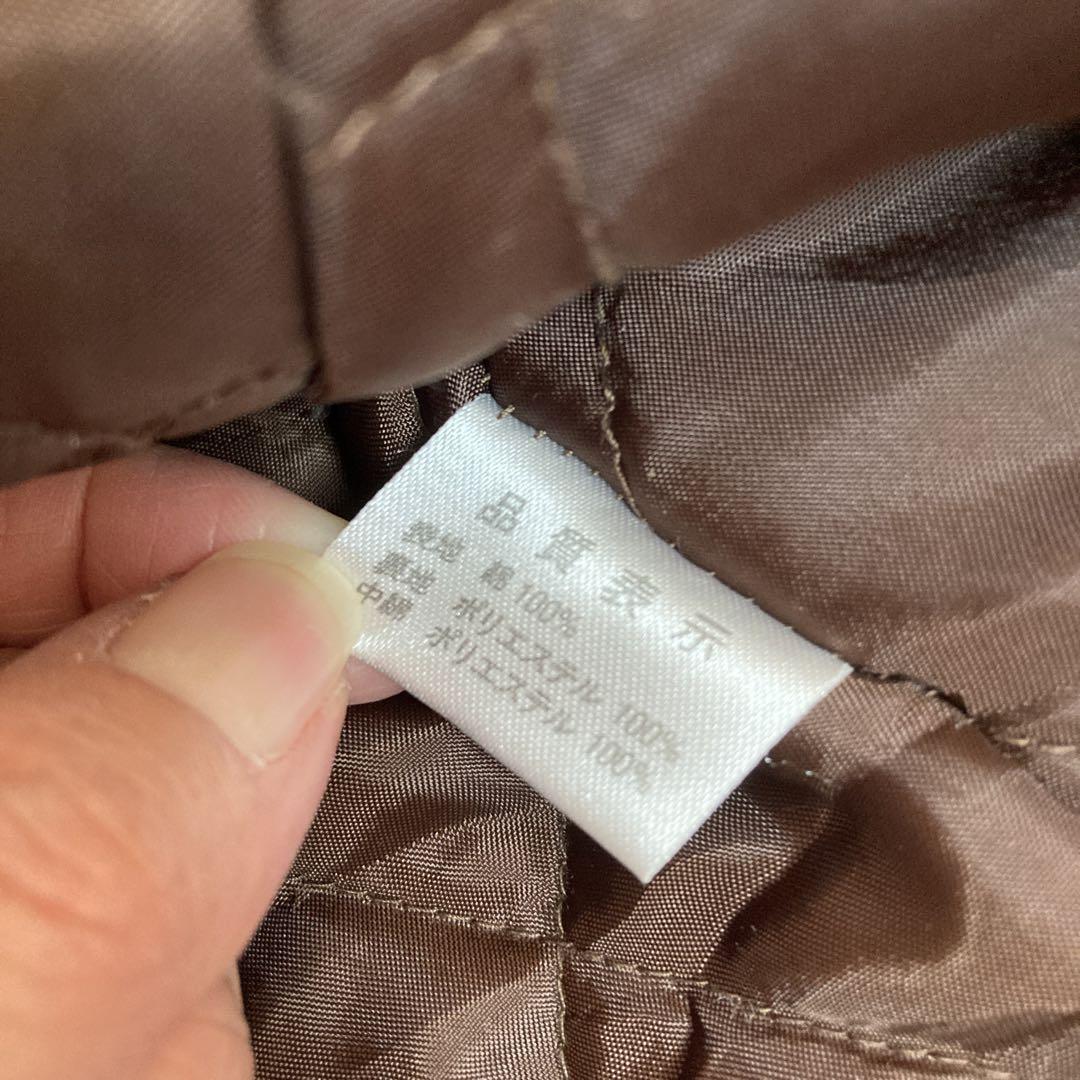 品質表示
表地 綿 100%
裏地 ポリエステル 100%
中綿 ポリエステル 100%